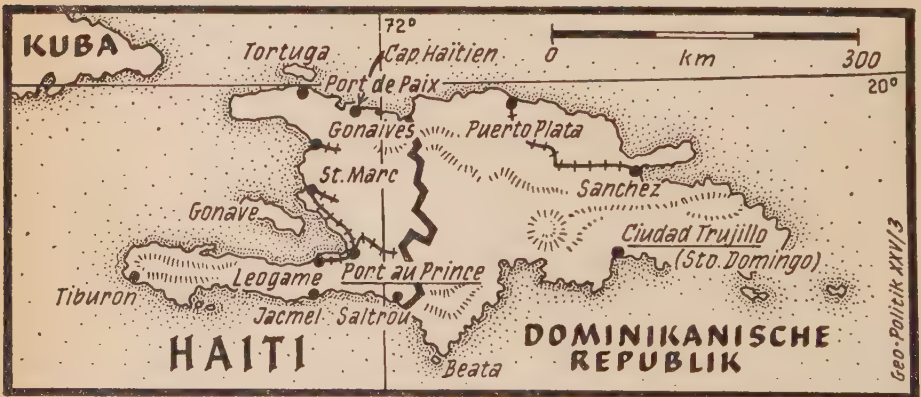 KUBA
Tortuga
72°
Cap. Haïtien
Port de Paix
0 km 300
20°
Gonaives
Puerto Plata
St. Marc
Sanchez
Gonave
Ciudad Trujillo
(Sto. Domingo)
Leogame
Port au Prince
Tiburon
Jacmel
Saltrou
HAITI
DOMINIKANISCHE
REPUBLIK
Beata
Geo-Politik XXV/3